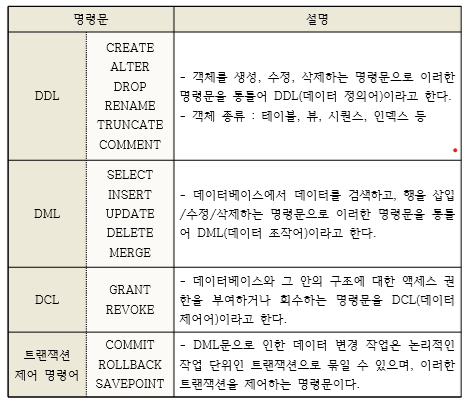 명령문 설명
DDL
CREATE
ALTER
DROP
RENAME
TRUNCATE
COMMENT
- 객체를 생성, 수정, 삭제하는 명령문으로 이러한
명령문을 통틀어 DDL(데이터 정의어)이라고 한다.
- 객체 종류 : 테이블, 뷰, 시퀀스, 인덱스 등
DML
SELECT
INSERT
UPDATE
DELETE
MERGE
- 데이터베이스에서 데이터를 검색하고, 행을 삽입
/수정/삭제하는 명령문으로 이러한 명령문을 통틀
어 DML(데이터 조작어)이라고 한다.
DCL
GRANT
REVOKE
- 데이터베이스와 그 안의 구조에 대한 액세스 권
한을 부여하거나 회수하는 명령문을 DCL(데이터
제어어)이라고 한다.
트랜잭션
제어 명령어
COMMIT
ROLLBACK
SAVEPOINT
- DML문으로 인한 데이터 변경 작업은 논리적인
작업 단위인 트랜잭션으로 묶일 수 있으며, 이러한
트랜잭션을 제어하는 명령문이다.